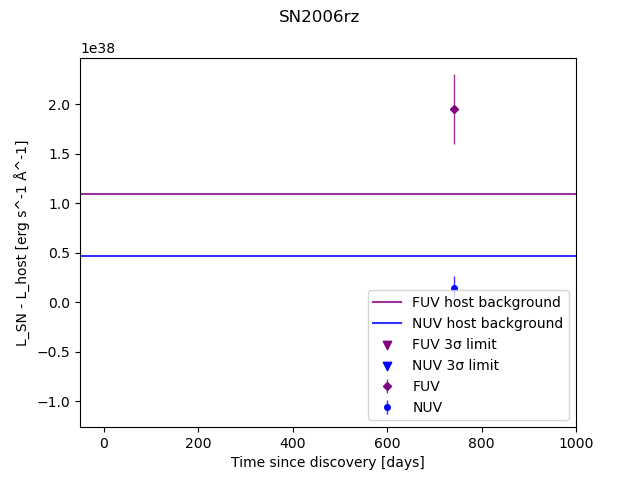 SN2006rz
1e38
L_SN - L_host [erg s^-1 Å^-1]
2.0
1.5
1.0
0.5
0.0
−0.5
−1.0
FUV host background
NUV host background
FUV 3σ limit
NUV 3σ limit
FUV
NUV
0
200
400
600
800
1000
Time since discovery [days]